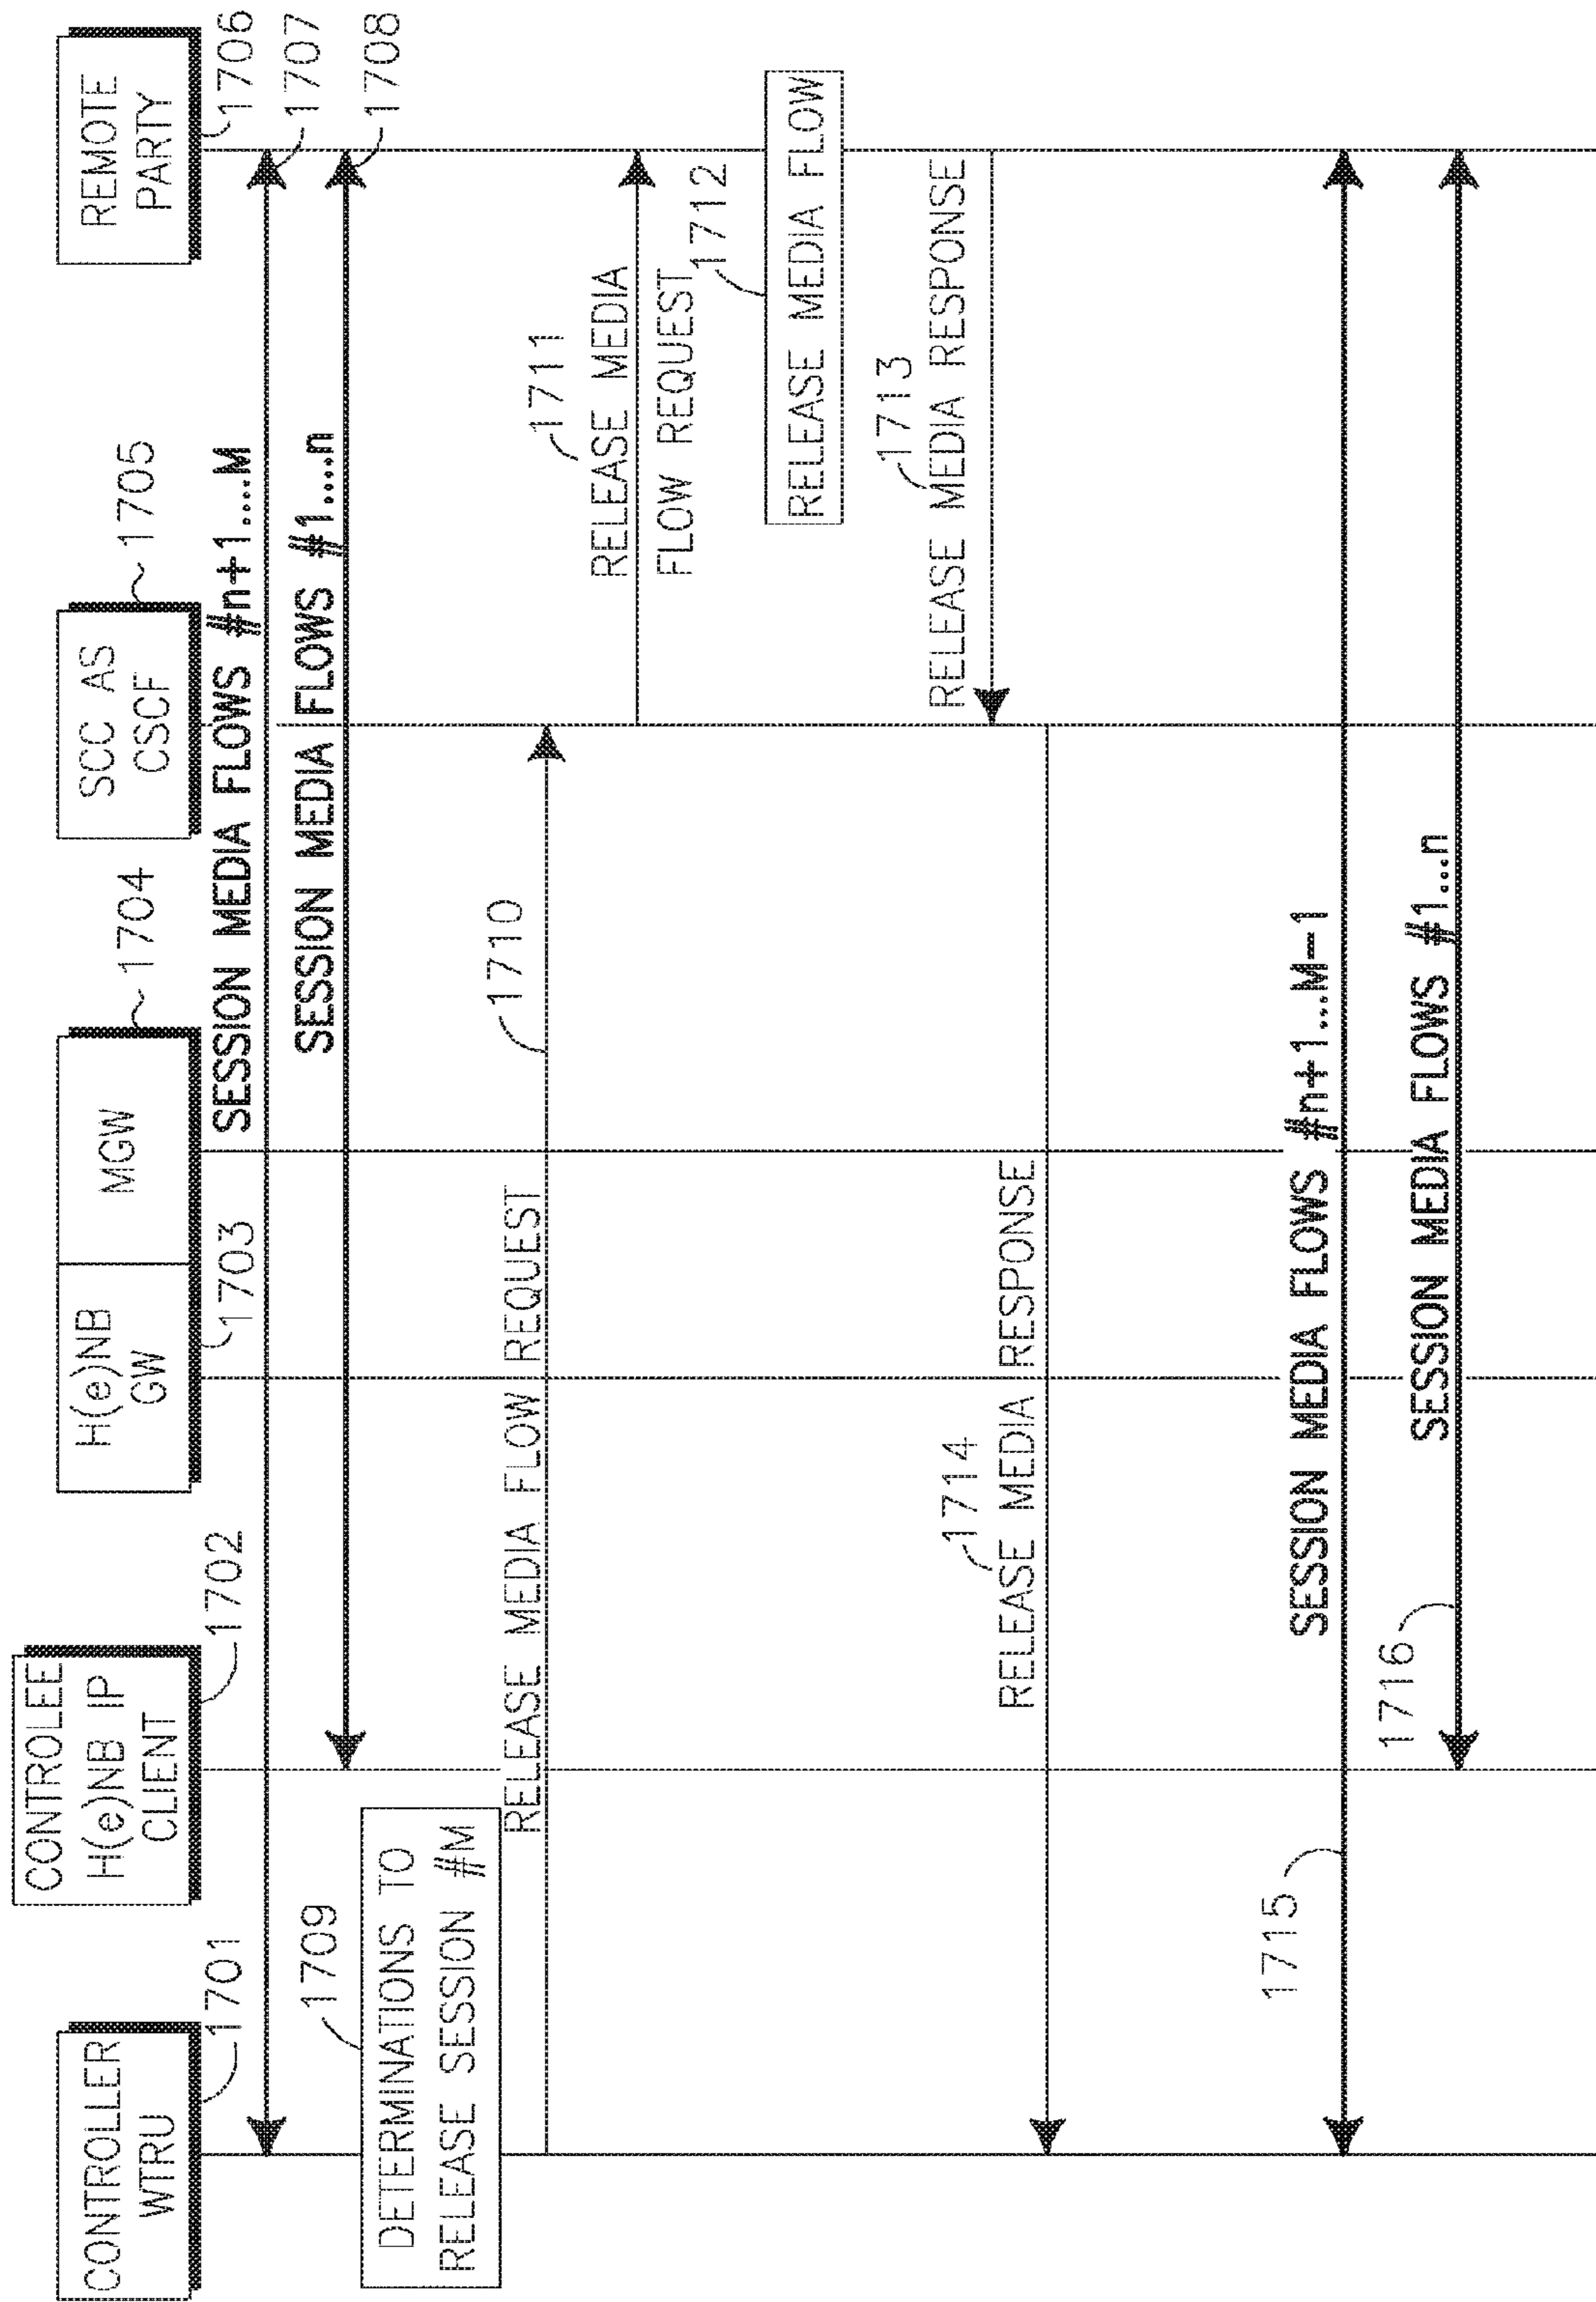 CONTROLLER
WTRU
1701
CONTROLEE
H(e)NB IP
CLIENT
1702
H(e)NB
GW
1703
MGW
1704
SCC AS
CSCF
1705
REMOTE
PARTY
1706
SESSION MEDIA FLOWS #n+1...M
1707
SESSION MEDIA FLOWS #1....n
1708
1709
DETERMINATIONS TO
RELEASE SESSION #M
RELEASE MEDIA FLOW REQUEST
1710
1711
RELEASE MEDIA
FLOW REQUEST
1712
RELEASE MEDIA FLOW
1713
RELEASE MEDIA RESPONSE
1714
RELEASE MEDIA RESPONSE
1715
SESSION MEDIA FLOWS #n+1...M-1
1716
SESSION MEDIA FLOWS #1...n